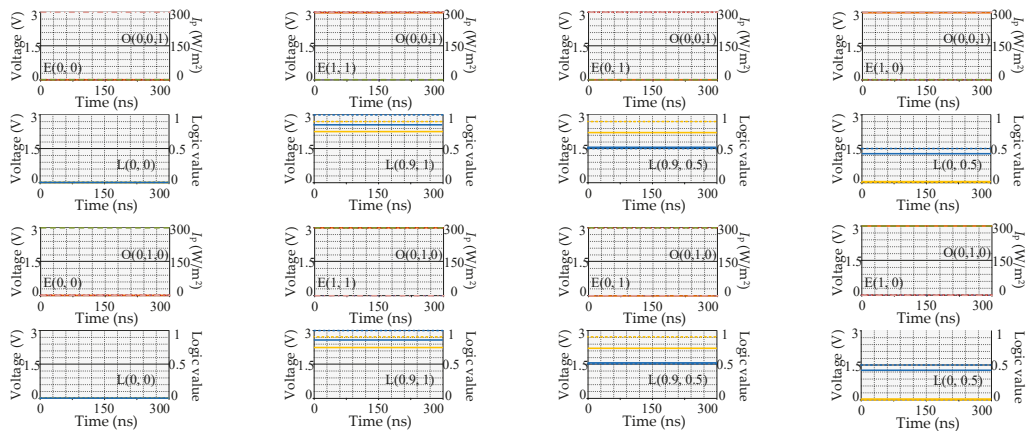 Voltage (V) 3 1.5 0 O(0,0,1) E(0, 0) 300 150 0 Ip (W/m²)
0 150 300
Time (ns)
Voltage (V) 3 1.5 0 O(0,0,1) E(1, 1) 300 150 0 Ip (W/m²)
0 150 300
Time (ns)
Voltage (V) 3 1.5 0 O(0,0,1) E(0, 1) 300 150 0 Ip (W/m²)
0 150 300
Time (ns)
Voltage (V) 3 1.5 0 O(0,0,1) E(1, 0) 300 150 0 Ip (W/m²)
0 150 300
Time (ns)
Voltage (V) 3 1.5 0 L(0, 0) 1 0.5 0 Logic value
0 150 300
Time (ns)
Voltage (V) 3 1.5 0 L(0.9, 1) 1 0.5 0 Logic value
0 150 300
Time (ns)
Voltage (V) 3 1.5 0 L(0.9, 0.5) 1 0.5 0 Logic value
0 150 300
Time (ns)
Voltage (V) 3 1.5 0 L(0, 0.5) 1 0.5 0 Logic value
0 150 300
Time (ns)
Voltage (V) 3 1.5 0 O(0,1,0) E(0, 0) 300 150 0 Ip (W/m²)
0 150 300
Time (ns)
Voltage (V) 3 1.5 0 O(0,1,0) E(1, 1) 300 150 0 Ip (W/m²)
0 150 300
Time (ns)
Voltage (V) 3 1.5 0 O(0,1,0) E(0, 1) 300 150 0 Ip (W/m²)
0 150 300
Time (ns)
Voltage (V) 3 1.5 0 O(0,1,0) E(1, 0) 300 150 0 Ip (W/m²)
0 150 300
Time (ns)
Voltage (V) 3 1.5 0 L(0, 0) 1 0.5 0 Logic value
0 150 300
Time (ns)
Voltage (V) 3 1.5 0 L(0.9, 1) 1 0.5 0 Logic value
0 150 300
Time (ns)
Voltage (V) 3 1.5 0 L(0.9, 0.5) 1 0.5 0 Logic value
0 150 300
Time (ns)
Voltage (V) 3 1.5 0 L(0, 0.5) 1 0.5 0 Logic value
0 150 300
Time (ns)